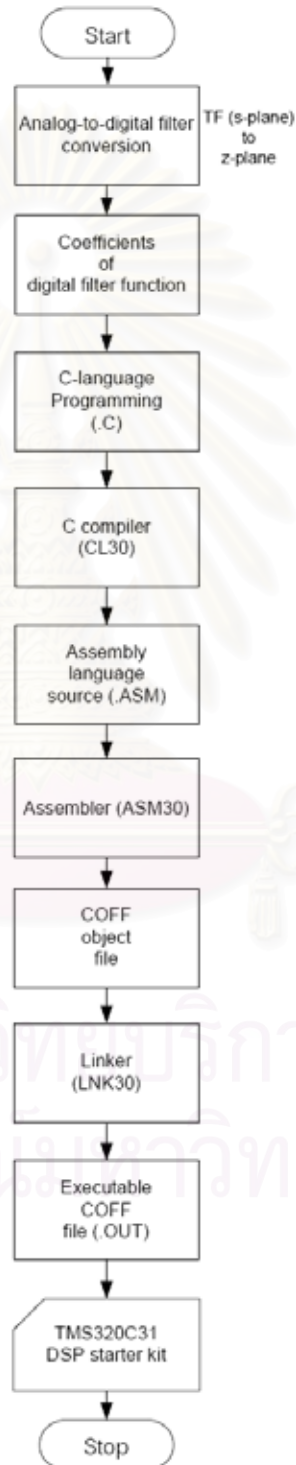 Start
Analog-to-digital filter
conversion
TF (s-plane)
to
z-plane
Coefficients
of
digital filter function
C-language
Programming
(.C)
C compiler
(CL30)
Assembly
language
source (.ASM)
Assembler (ASM30)
COFF
object
file
Linker
(LNK30)
Executable
COFF
file (.OUT)
TMS320C31
DSP starter kit
Stop